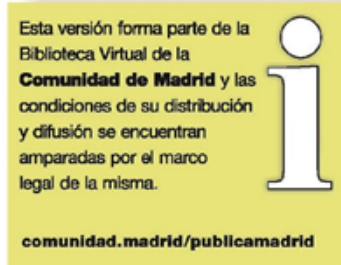 Esta versión forma parte de la
Biblioteca Virtual de la
Comunidad de Madrid y las
condiciones de su distribución
y difusión se encuentran
amparadas por el marco
legal de la misma.
i
comunidad.madrid/publicamadrid